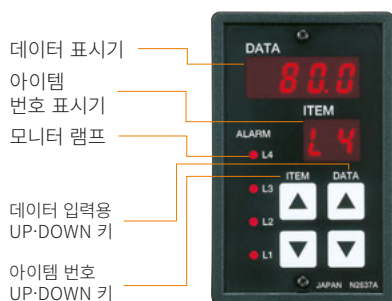 데이터 표시기
아이템
번호 표시기
모니터 램프
데이터 입력용
UP·DOWN 키
아이템 번호
UP·DOWN 키
DATA
80.0
ITEM
L4
ALARM
L4
ITEM DATA
L3
L2
L1
JAPAN N2637A